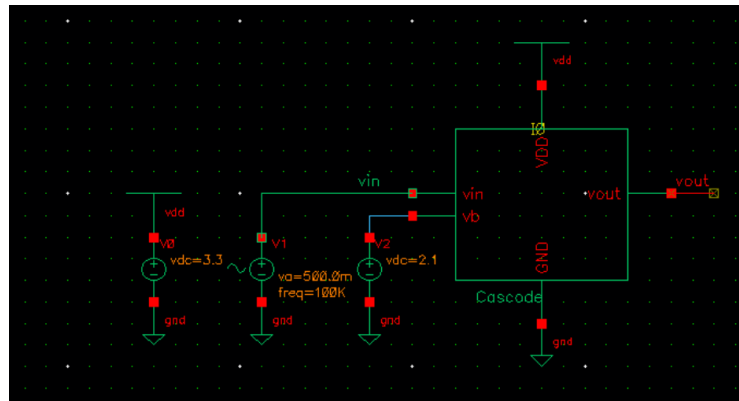 vdd
I0
VDD
vin
vin
vout
vout
vdd
vb
V0
V1
V2
vdc=3.3
vdc=2.1
va=500.0m
freq=100K
GND
Cascode
gnd
gnd
gnd
gnd